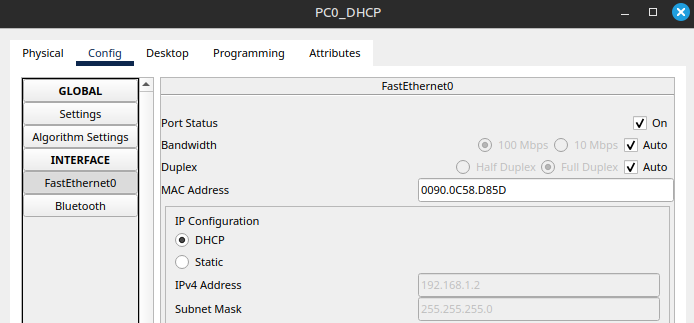 PC0_DHCP
Physical Config Desktop Programming Attributes
GLOBAL
Settings
Algorithm Settings
INTERFACE
FastEthernet0
Bluetooth
FastEthernet0
Port Status On
Bandwidth 100 Mbps 10 Mbps Auto
Duplex Half Duplex Full Duplex Auto
MAC Address 0090.0C58.D85D
IP Configuration
DHCP
Static
IPv4 Address 192.168.1.2
Subnet Mask 255.255.255.0